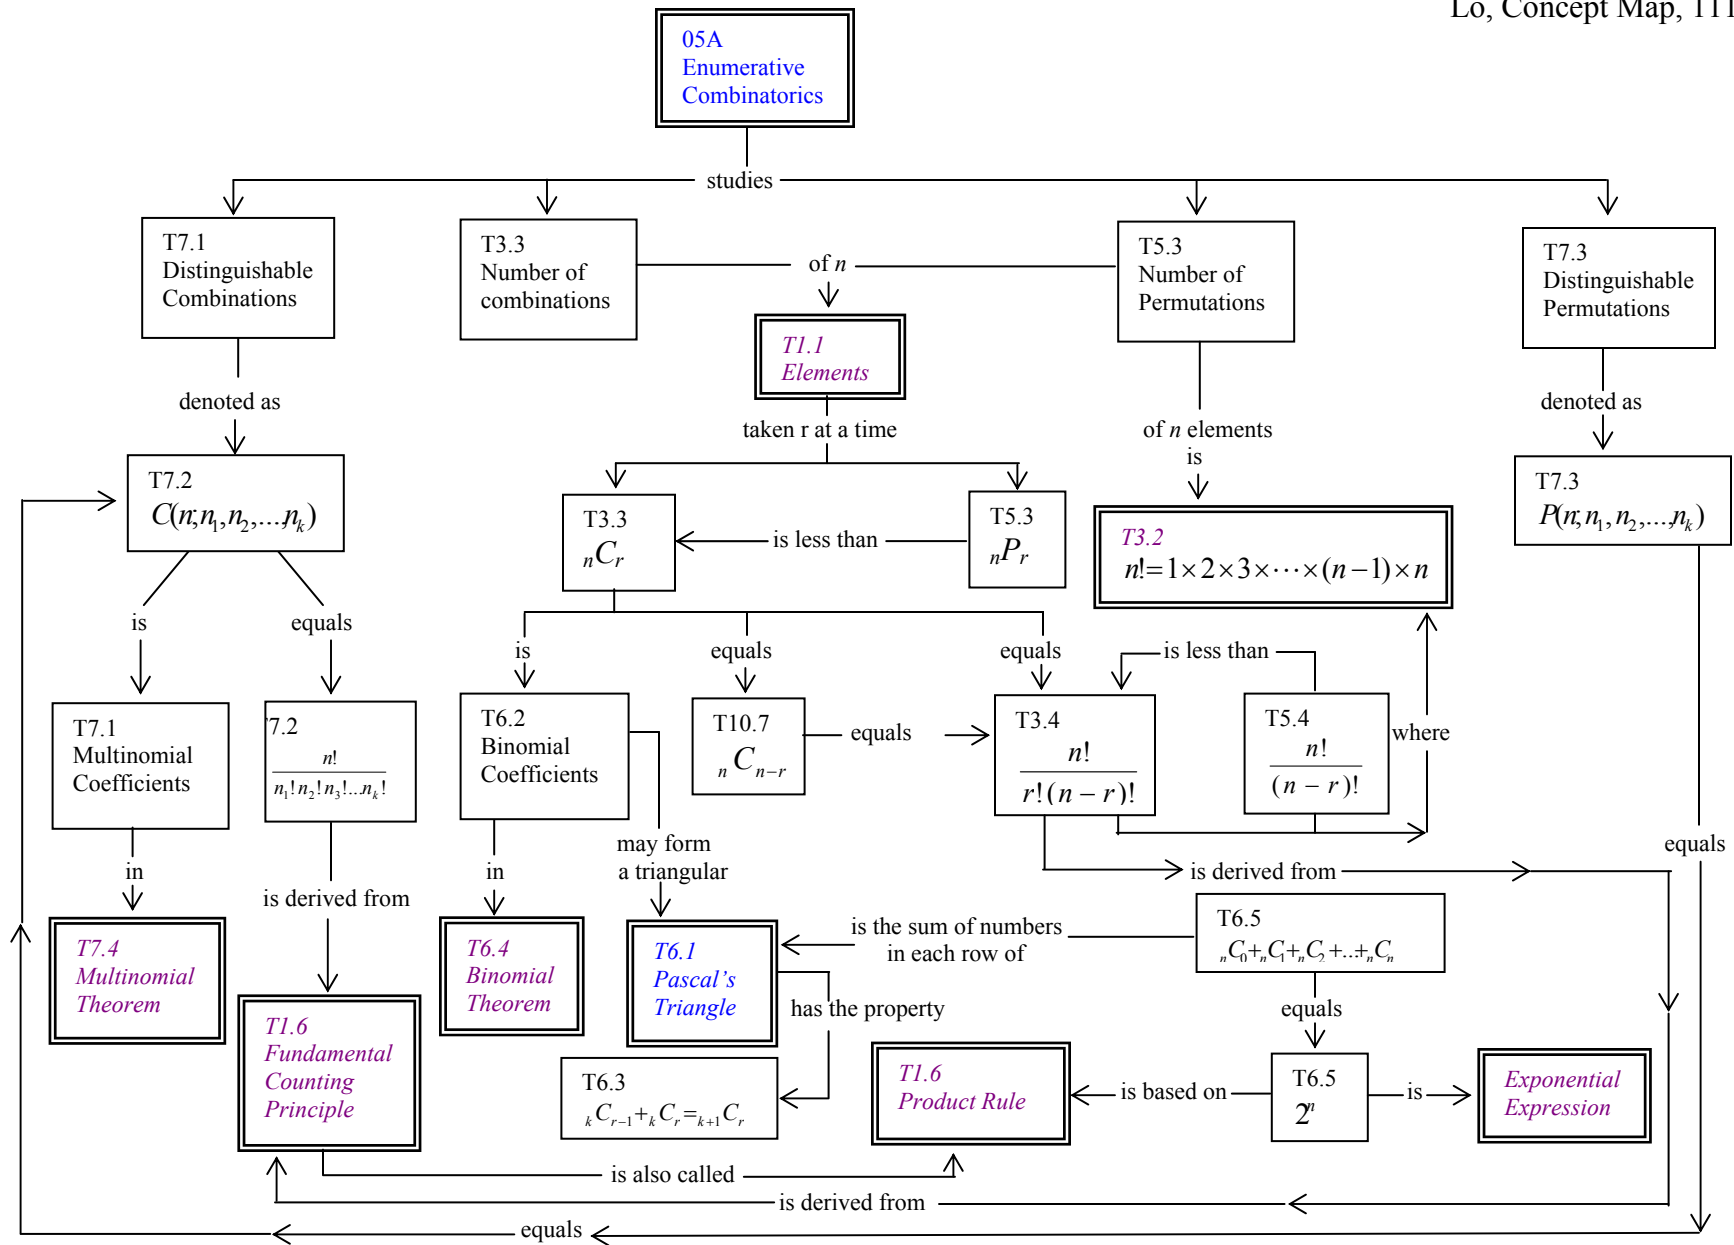 Lo, Concept Map, 111
05A
Enumerative
Combinatorics
studies
T7.1
Distinguishable
Combinations
T3.3
Number of
combinations
of n
T5.3
Number of
Permutations
T7.3
Distinguishable
Permutations
T1.1
Elements
denoted as
taken r at a time
of n elements
is
denoted as
T7.2
C(n;n₁,n₂,...,nₖ)
T3.3
ₙCᵣ
is less than
T5.3
ₙPᵣ
T3.2
n!=1×2×3×⋯×(n−1)×n
T7.3
P(n;n₁,n₂,...,nₖ)
is
equals
is
equals
equals
is less than
T7.1
Multinomial
Coefficients
7.2
n!
n₁!n₂!n₃!...nₖ!
T6.2
Binomial
Coefficients
T10.7
ₙCₙ₋ᵣ
equals
T3.4
n!
r!(n−r)!
T5.4
n!
(n−r)!
where
in
is derived from
in
may form
a triangular
is derived from
equals
T7.4
Multinomial
Theorem
T6.4
Binomial
Theorem
T6.1
Pascal's
Triangle
is the sum of numbers
in each row of
T6.5
ₙC₀+ₙC₁+ₙC₂+...+ₙCₙ
has the property
equals
T1.6
Fundamental
Counting
Principle
T6.3
ₖCᵣ₋₁+ₖCᵣ=ₖ₊₁Cᵣ
T1.6
Product Rule
is based on
T6.5
2ⁿ
is
Exponential
Expression
is also called
is derived from
equals